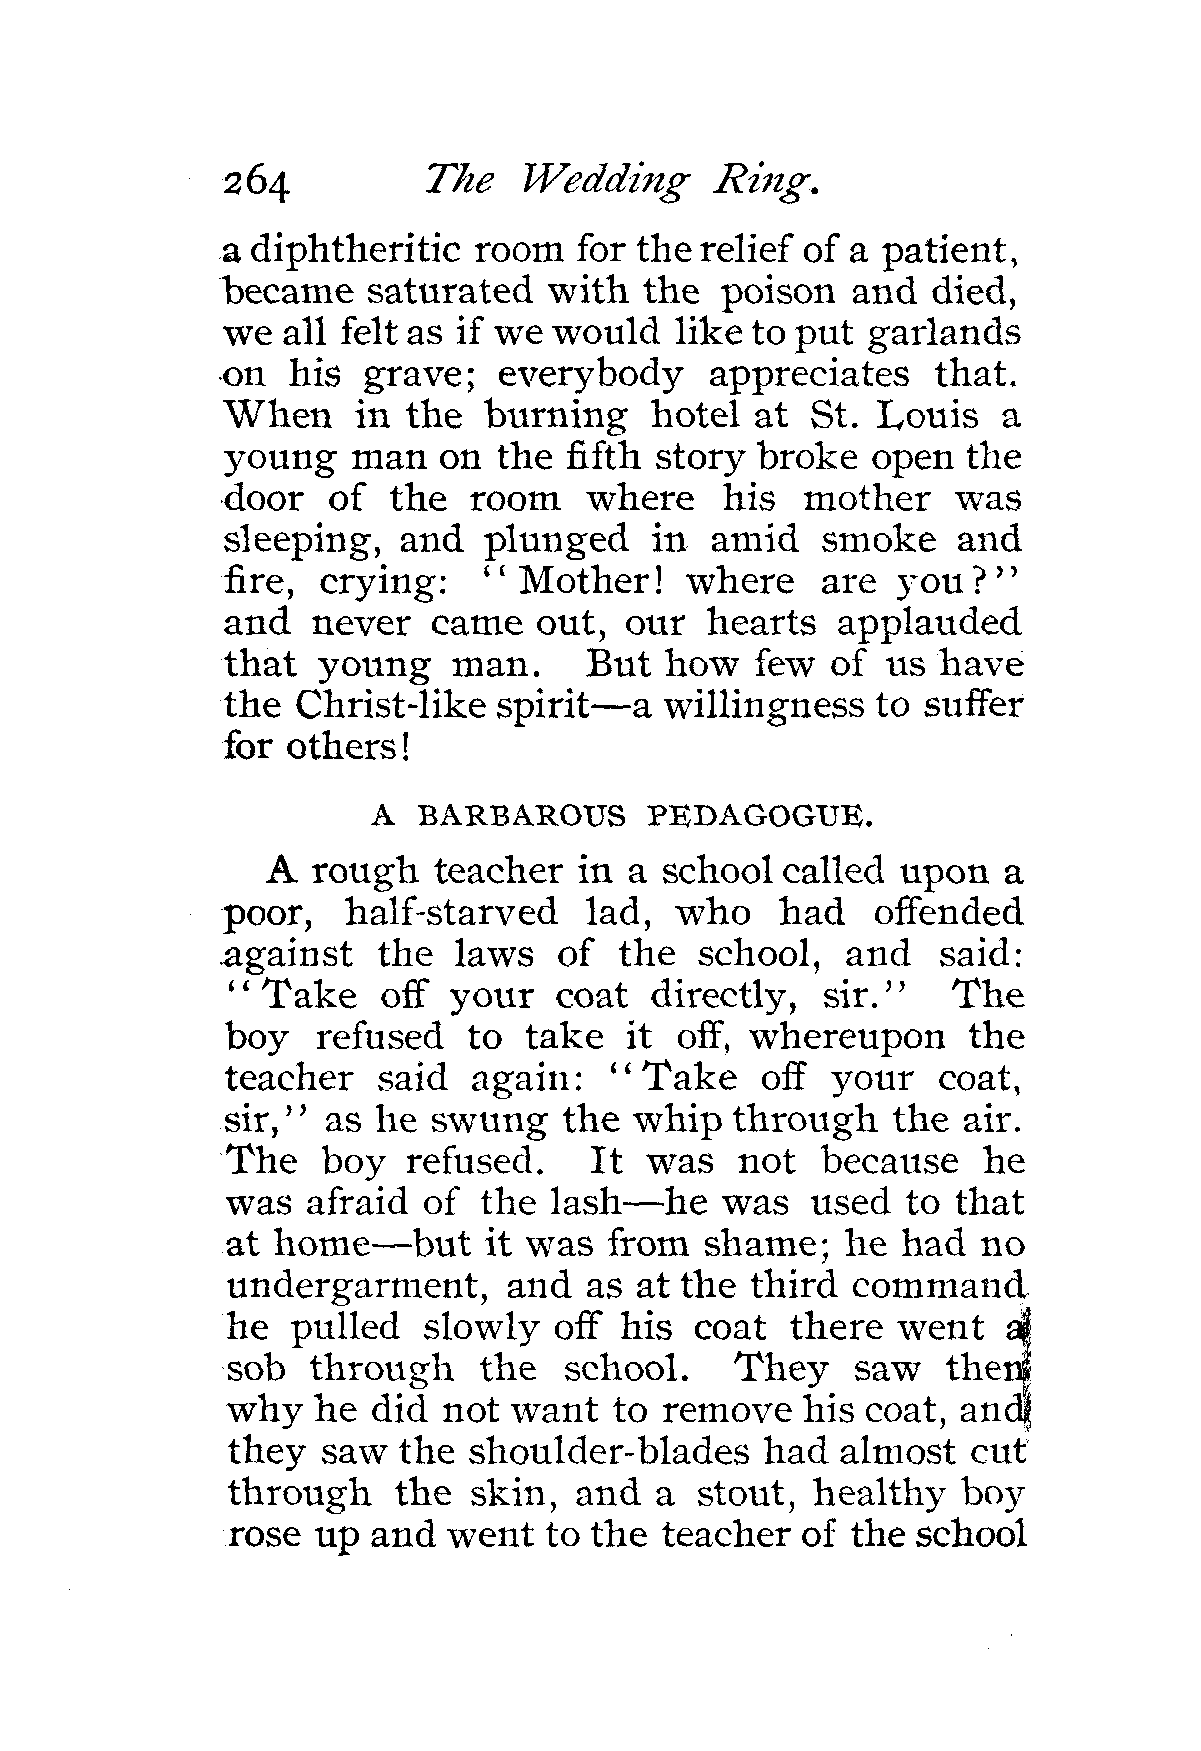 264 The Wedding Ring.
a diphtheritic room for the relief of a patient,
became saturated with the poison and died,
we all felt as if we would like to put garlands
on his grave; everybody appreciates that.
When in the burning hotel at St. Louis a
young man on the fifth story broke open the
door of the room where his mother was
sleeping, and plunged in amid smoke and
fire, crying: "Mother! where are you?"
and never came out, our hearts applauded
that young man. But how few of us have
the Christ-like spirit—a willingness to suffer
for others!
A BARBAROUS PEDAGOGUE.
A rough teacher in a school called upon a
poor, half-starved lad, who had offended
against the laws of the school, and said:
"Take off your coat directly, sir." The
boy refused to take it off, whereupon the
teacher said again: "Take off your coat,
sir," as he swung the whip through the air.
The boy refused. It was not because he
was afraid of the lash—he was used to that
at home—but it was from shame; he had no
undergarment, and as at the third command
he pulled slowly off his coat there went a
sob through the school. They saw then
why he did not want to remove his coat, and
they saw the shoulder-blades had almost cut
through the skin, and a stout, healthy boy
rose up and went to the teacher of the school